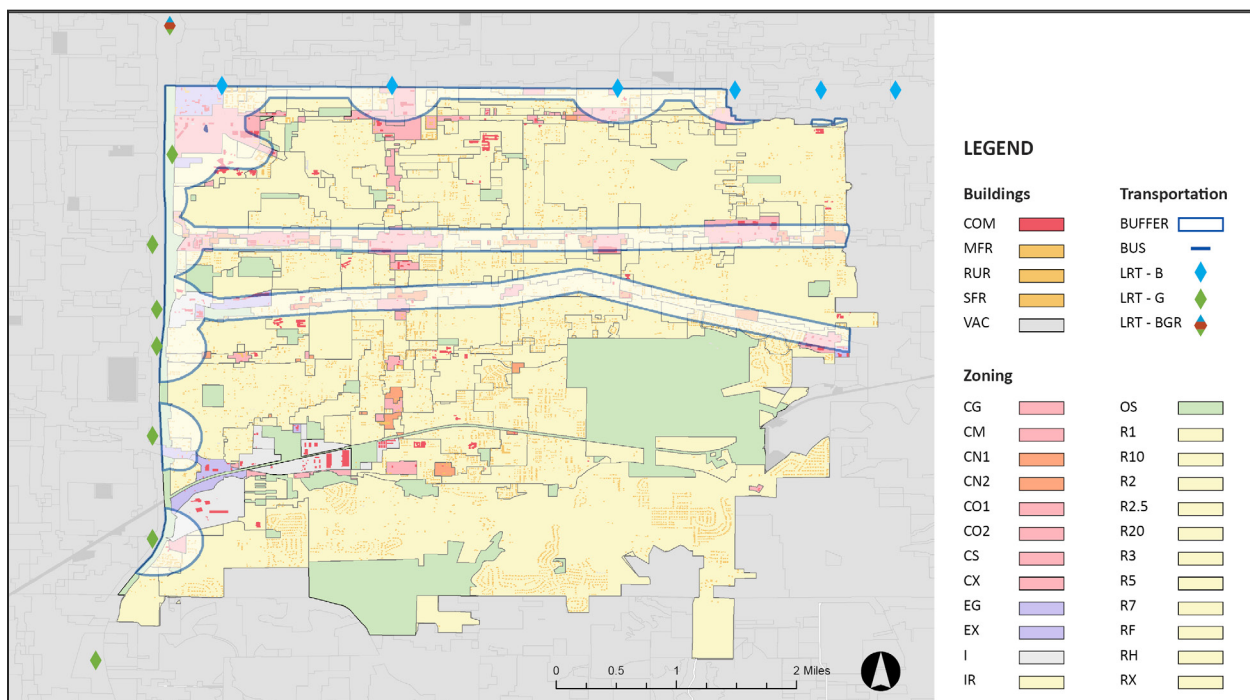 LEGEND
Buildings
COM
MFR
RUR
SFR
VAC
Transportation
BUFFER
BUS
LRT - B
LRT - G
LRT - BGR
Zoning
CG
CM
CN1
CN2
CO1
CO2
CS
CX
EG
EX
I
IR
OS
R1
R10
R2
R2.5
R20
R3
R5
R7
RF
RH
RX
0 0.5 1 2 Miles